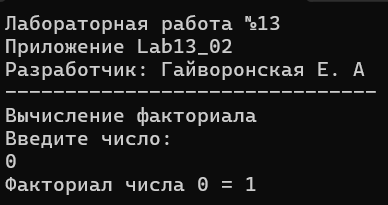 Лабораторная работа №13
Приложение Lab13_02
Разработчик: Гайворонская Е. А
-------------------------------
Вычисление факториала
Введите число:
0
Факториал числа 0 = 1